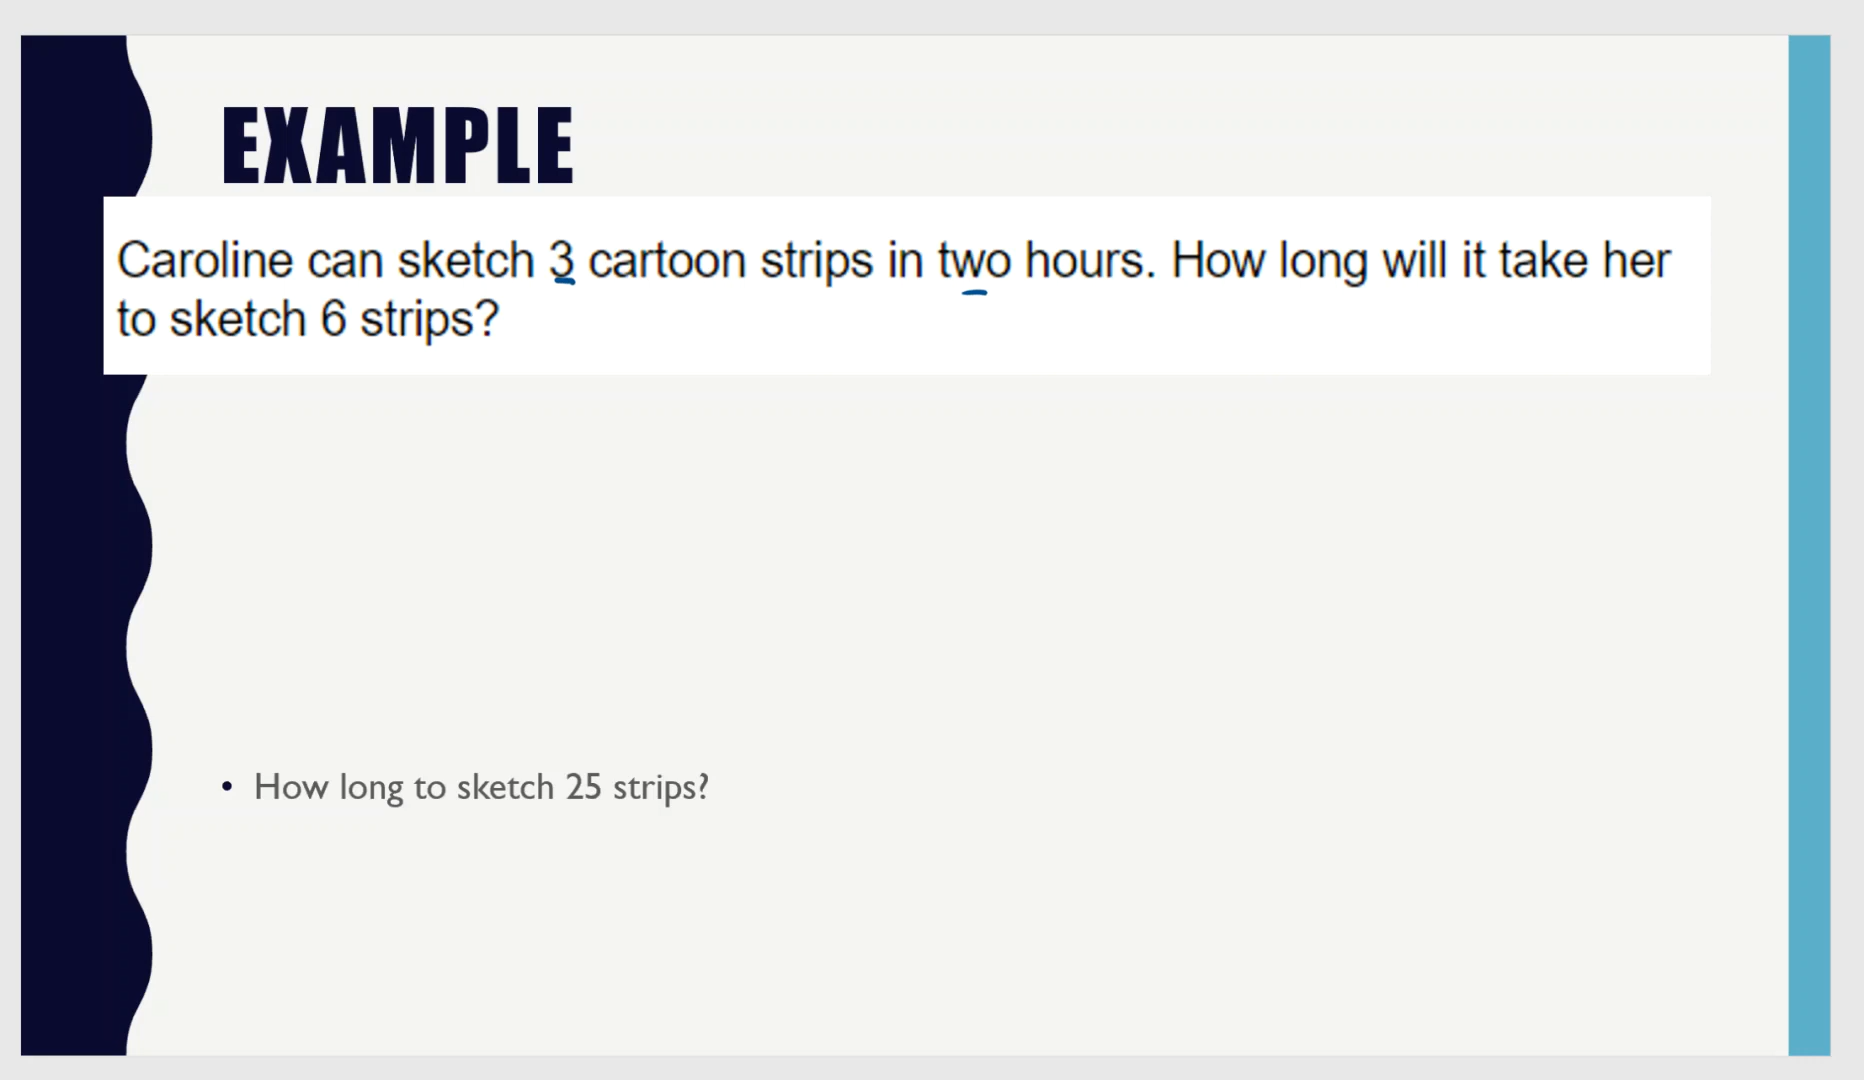 EXAMPLE
Caroline can sketch 3 cartoon strips in two hours. How long will it take her
to sketch 6 strips?
• How long to sketch 25 strips?